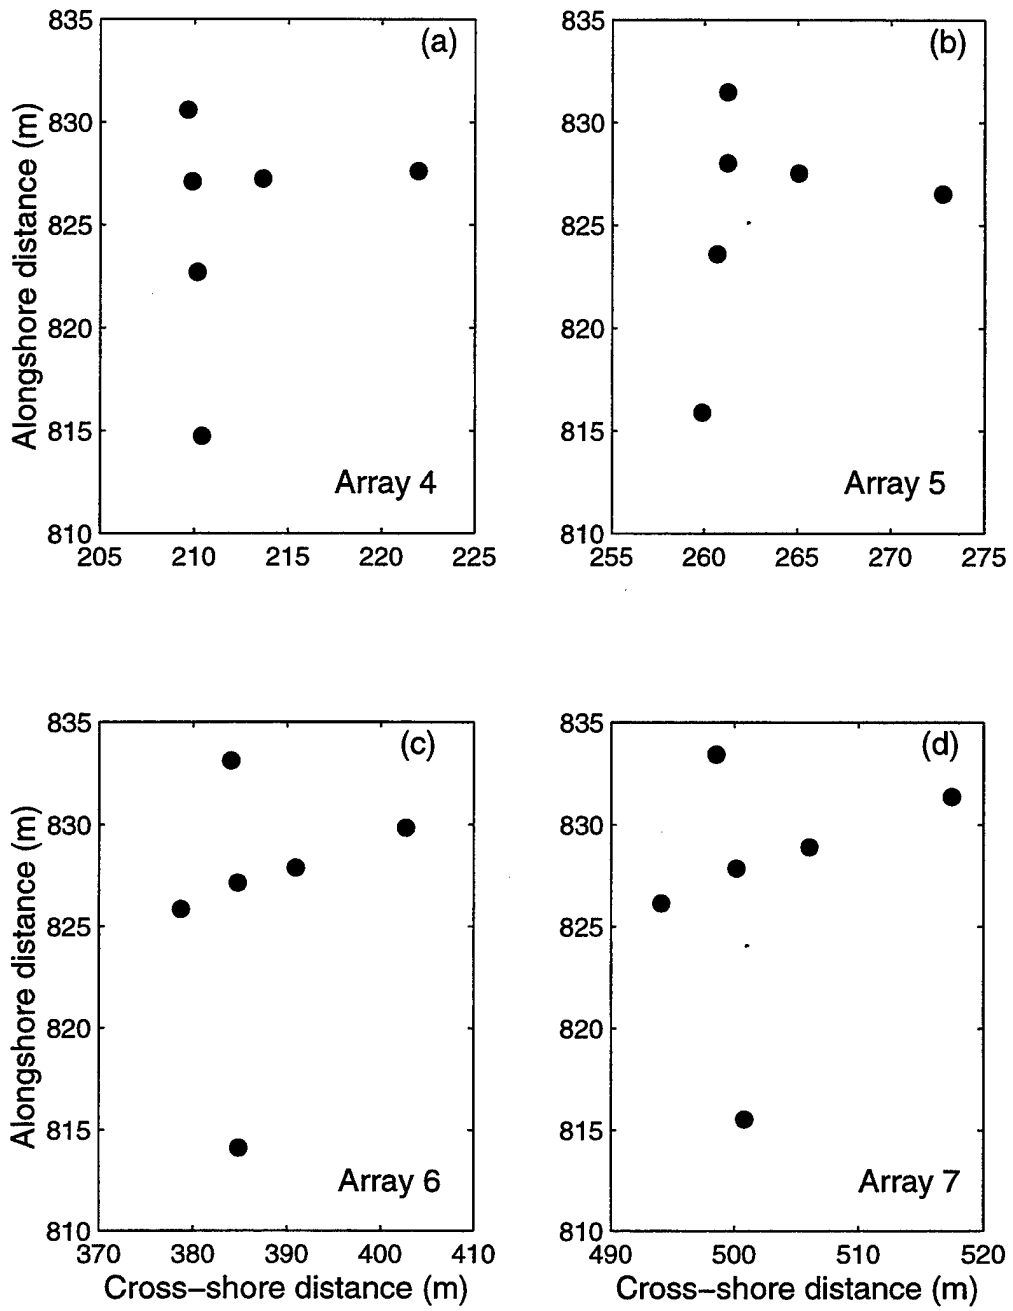 (a)
Alongshore distance (m)
835
830
825
820
815
810
205 210 215 220 225
Array 4
(b)
835
830
825
820
815
810
255 260 265 270 275
Array 5
(c)
Alongshore distance (m)
835
830
825
820
815
810
370 380 390 400 410
Cross-shore distance (m)
Array 6
(d)
835
830
825
820
815
810
490 500 510 520
Cross-shore distance (m)
Array 7